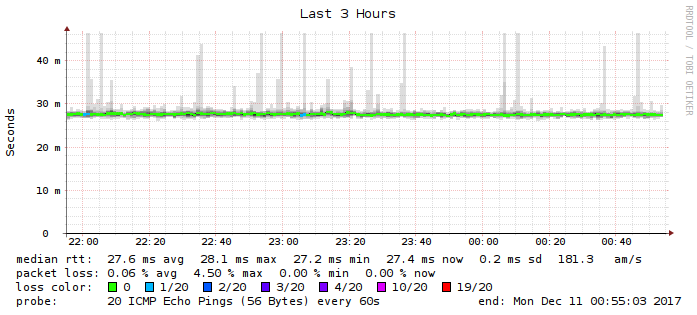 Last 3 Hours
RRDTOOL / TOBI OETIKER
Seconds
40 m
30 m
20 m
10 m
0
22:00 22:20 22:40 23:00 23:20 23:40 00:00 00:20 00:40
median rtt: 27.6 ms avg 28.1 ms max 27.2 ms min 27.4 ms now 0.2 ms sd 181.3 am/s
packet loss: 0.06 % avg 4.50 % max 0.00 % min 0.00 % now
loss color: 0 1/20 2/20 3/20 4/20 10/20 19/20
probe: 20 ICMP Echo Pings (56 Bytes) every 60s end: Mon Dec 11 00:55:03 2017